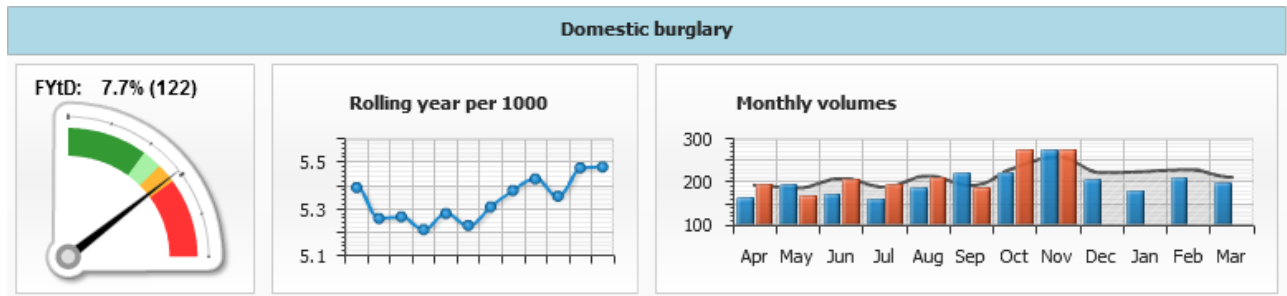 Domestic burglary
FYtD: 7.7% (122)
Rolling year per 1000
5.5
5.3
5.1
Monthly volumes
300
200
100
Apr May Jun Jul Aug Sep Oct Nov Dec Jan Feb Mar